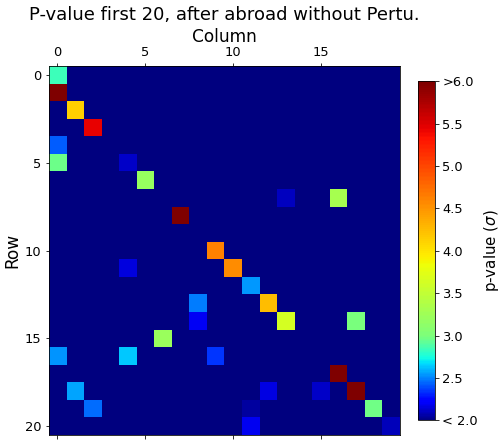 P-value first 20, after abroad without Pertu.
Column
0 5 10 15
0
5
10
15
20
Row
>6.0
5.5
5.0
4.5
4.0
3.5
3.0
2.5
< 2.0
p-value (σ)